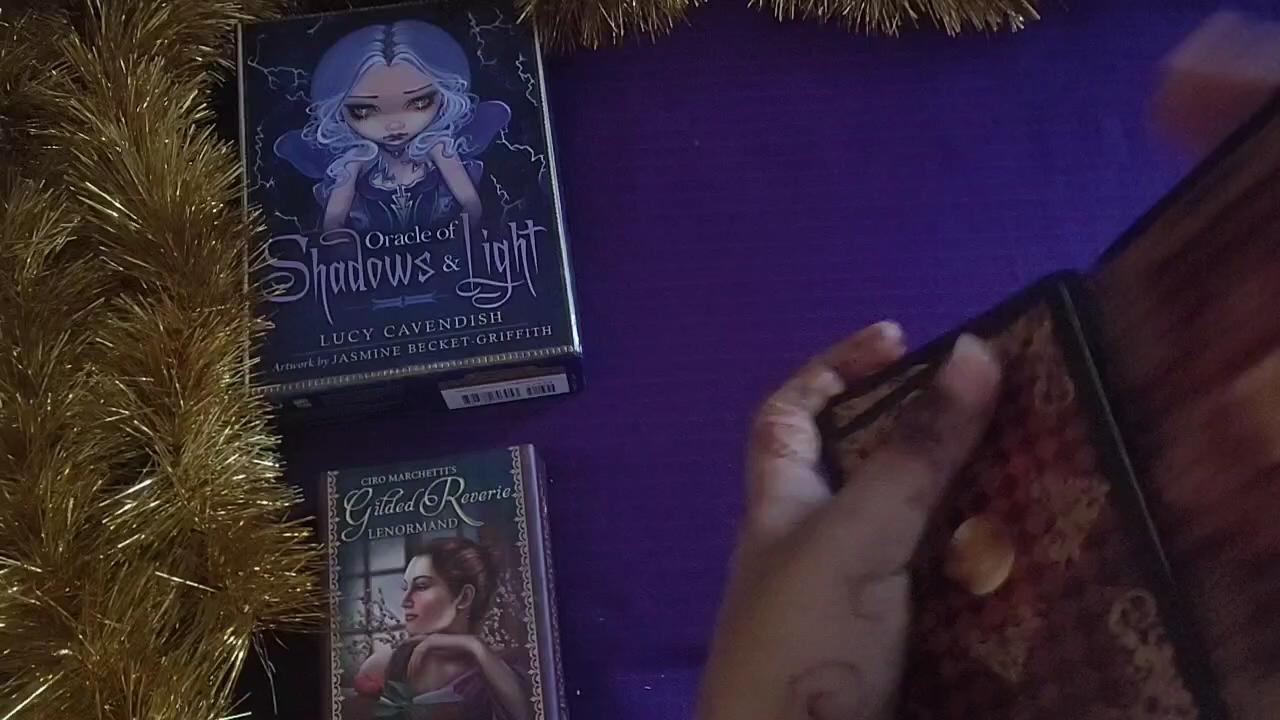 Oracle of
Shadows & Light
LUCY CAVENDISH
Artwork by JASMINE BECKET-GRIFFITH
CIRO MARCHETTI'S
Gilded Reverie
LENORMAND